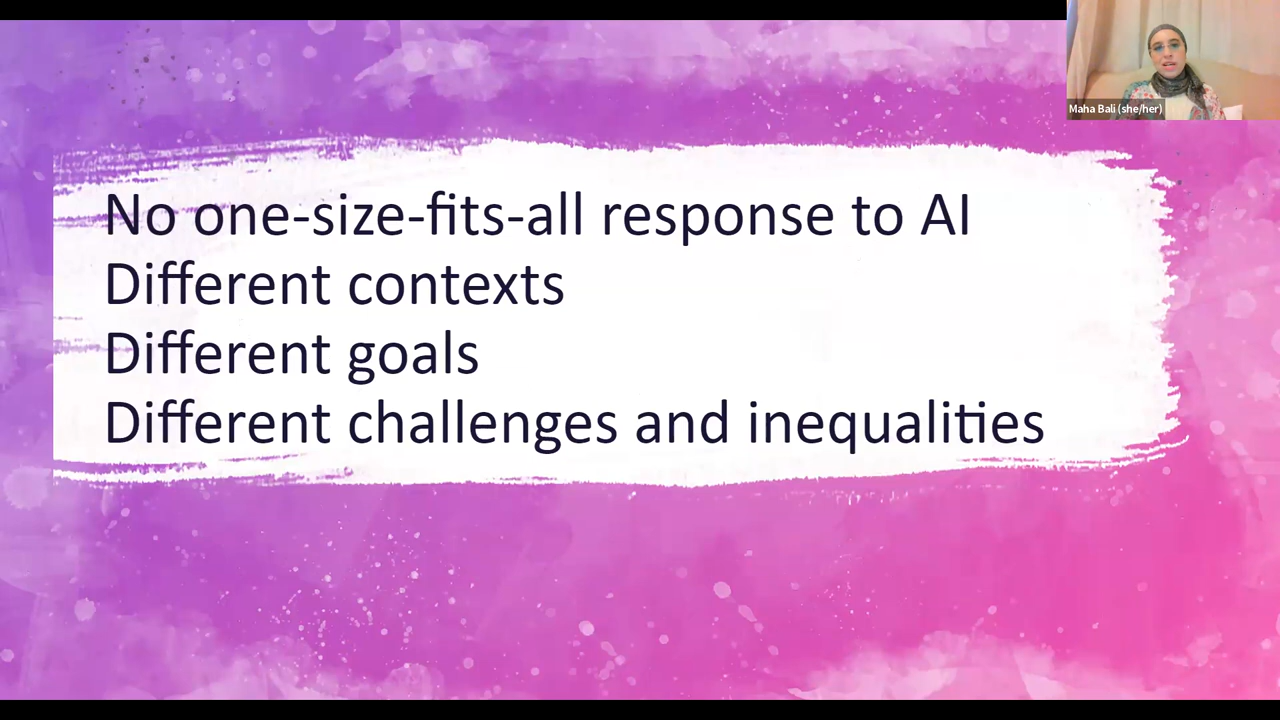 Maha Bali (she/her)
No one-size-fits-all response to AI
Different contexts
Different goals
Different challenges and inequalities